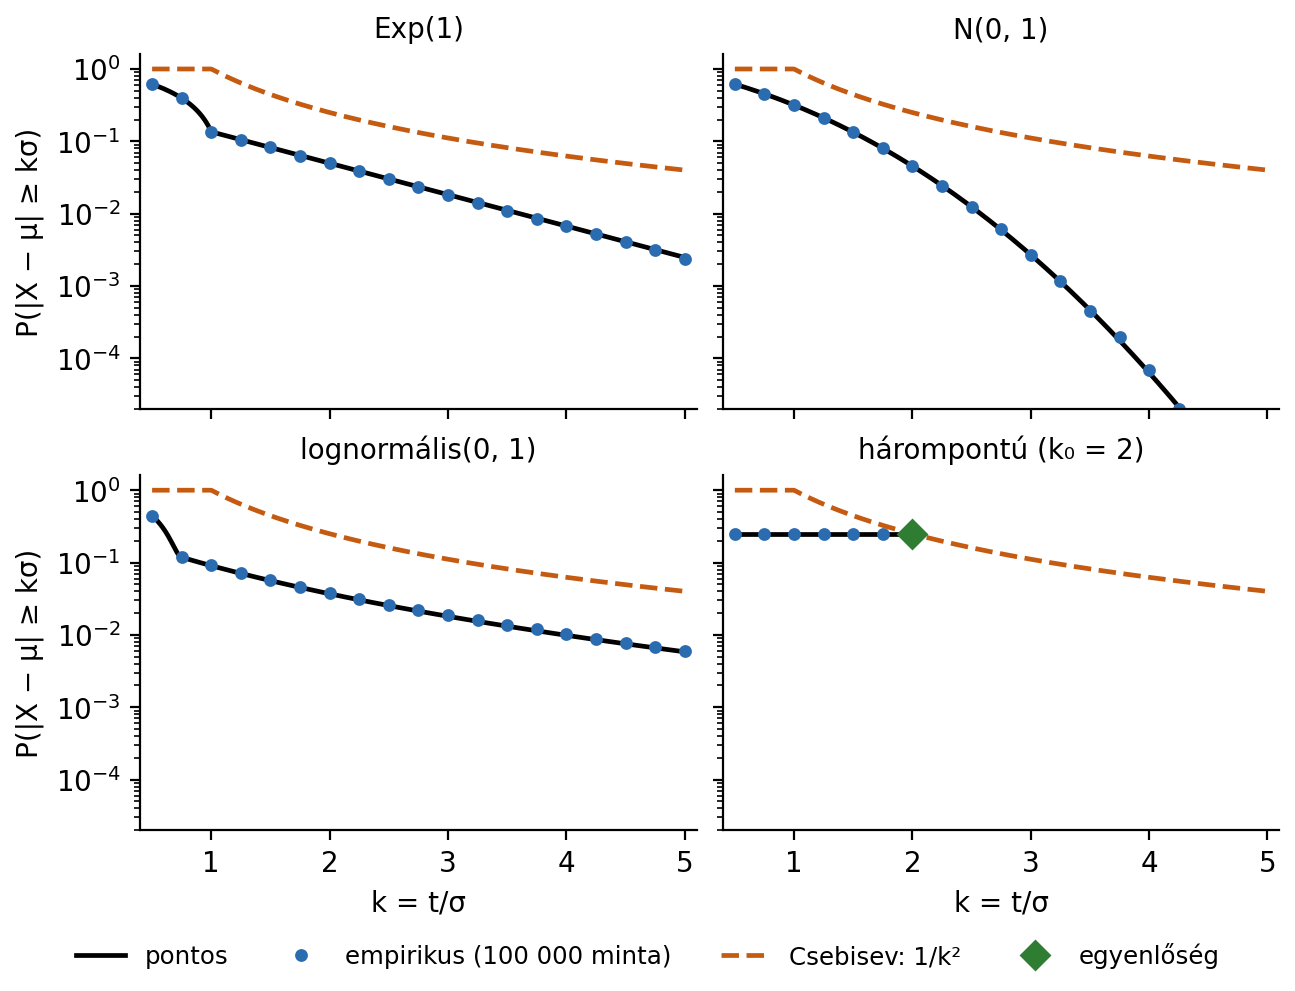 Exp(1)
N(0, 1)
P(|X − μ| ≥ kσ)
10⁰
10⁻¹
10⁻²
10⁻³
10⁻⁴
lognormális(0, 1)
hárompontú (k₀ = 2)
P(|X − μ| ≥ kσ)
10⁰
10⁻¹
10⁻²
10⁻³
10⁻⁴
1 2 3 4 5
1 2 3 4 5
k = t/σ
k = t/σ
pontos
empirikus (100 000 minta)
Csebisev: 1/k²
egyenlőség